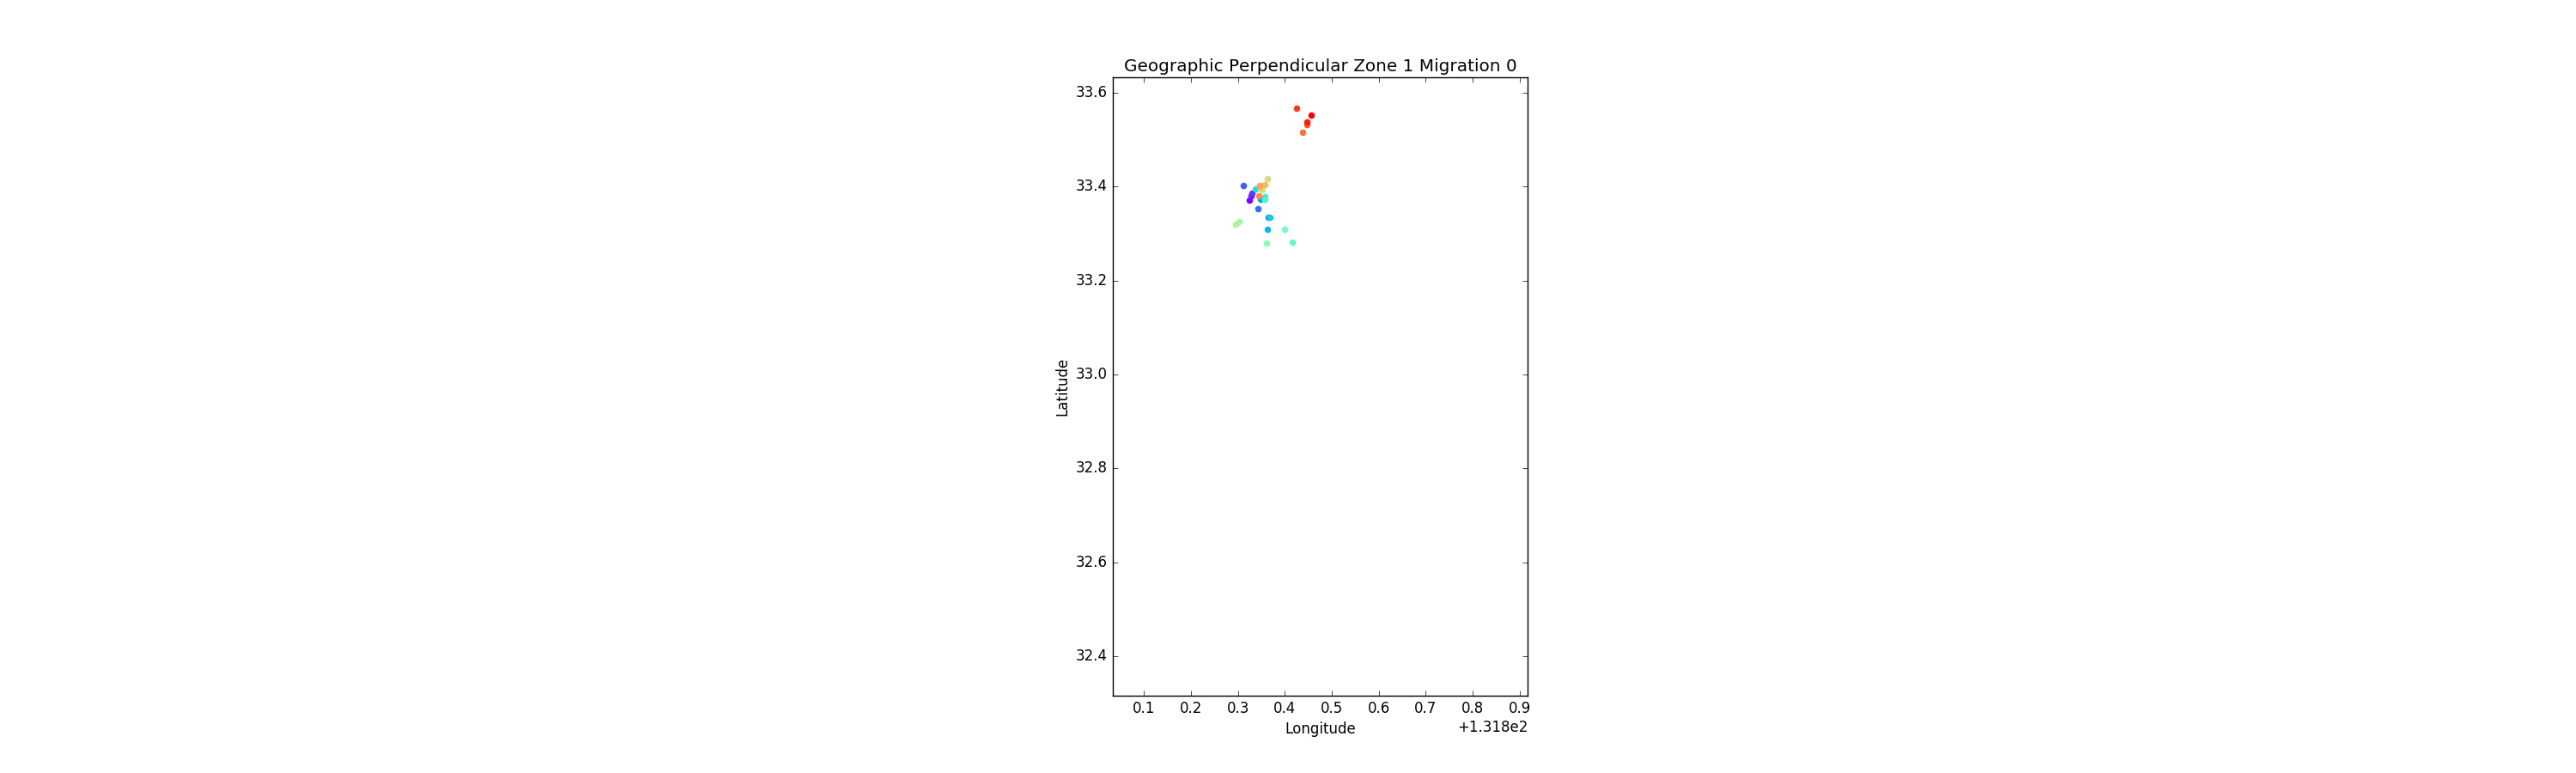 Geographic Perpendicular Zone 1 Migration 0
33.6
33.4
33.2
33.0
32.8
32.6
32.4
Latitude
0.1 0.2 0.3 0.4 0.5 0.6 0.7 0.8 0.9
Longitude
+1.318e2